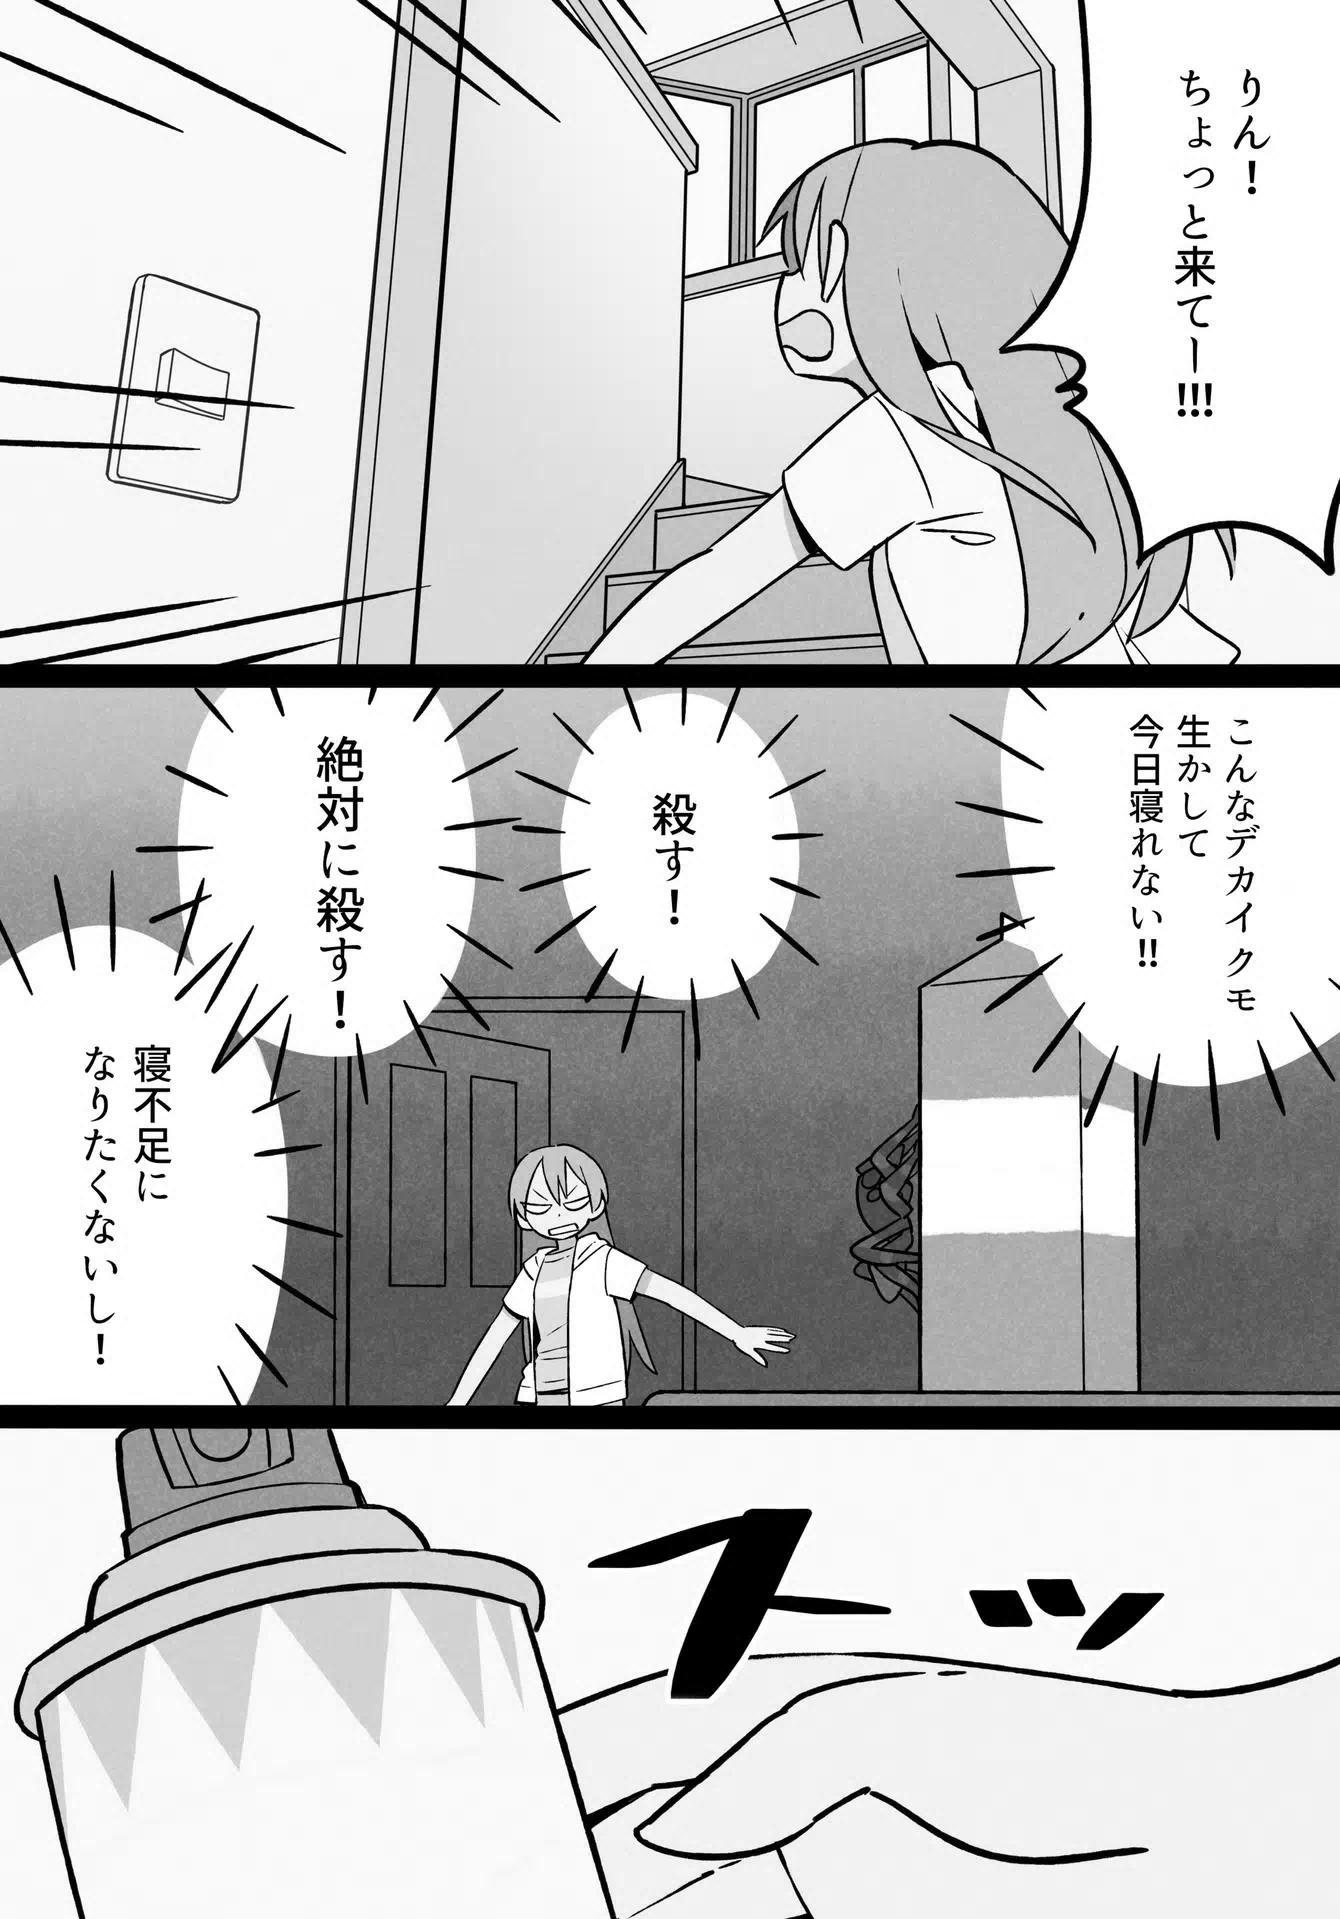 りん！
ちょっと来てー!!!
こんなデカイクモ
生かして
今日寝れない!!
殺す！
絶対に殺す！
寝不足に
なりたくないし！
スッ